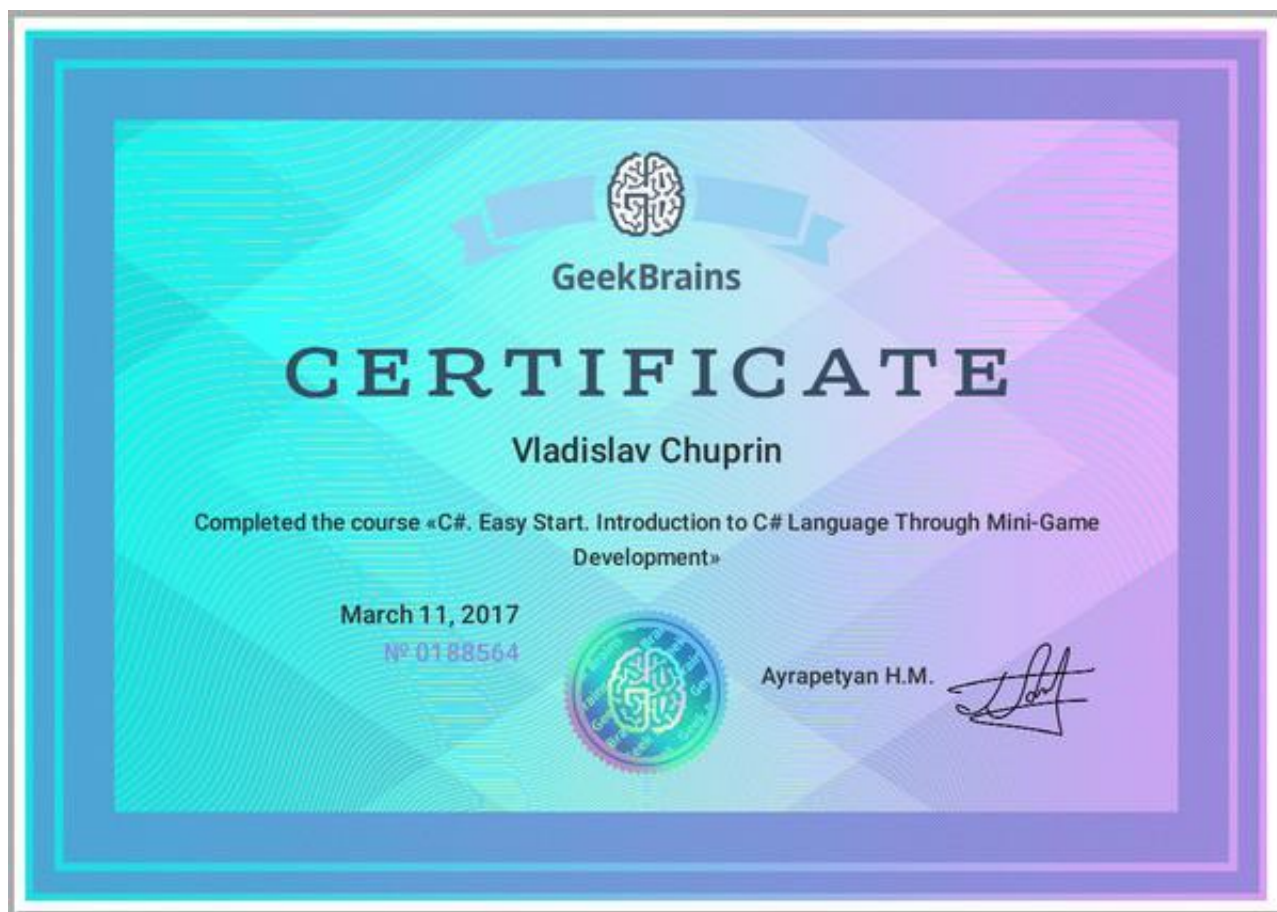 GeekBrains
CERTIFICATE
Vladislav Chuprin
Completed the course «C#. Easy Start. Introduction to C# Language Through Mini-Game
Development»
March 11, 2017
№ 0188564
Ayrapetyan H.M.